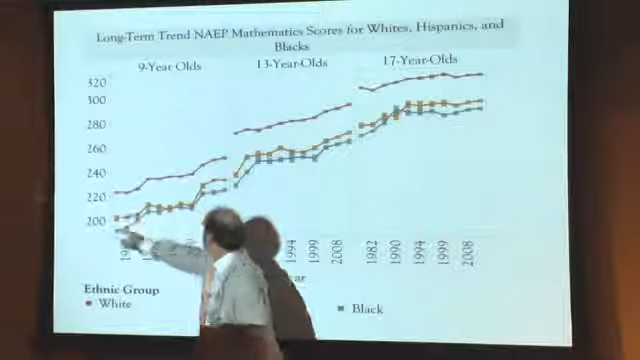 Long-Term Trend NAEP Mathematics Scores for Whites, Hispanics, and
Blacks
9-Year Olds
13-Year-Olds
17-Year-Olds
320
300
280
260
240
220
200
1994
1999
2008
1982
1990
1994
1999
2008
Ethnic Group
White
Black